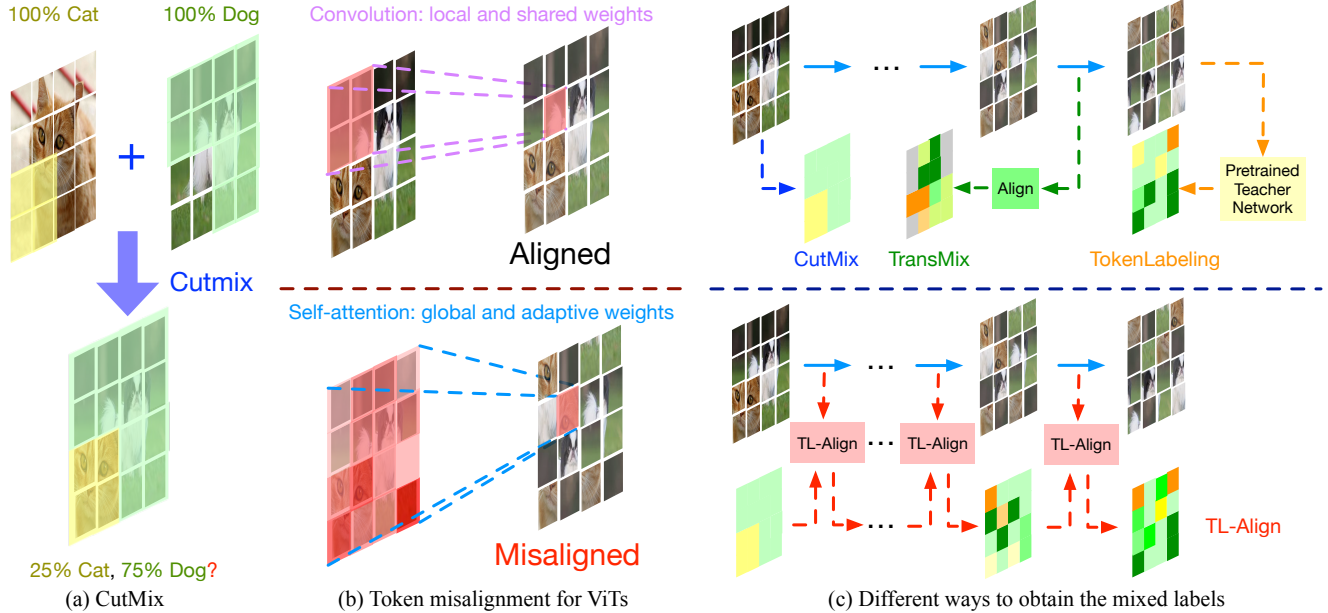 100% Cat
100% Dog
+
Cutmix
25% Cat, 75% Dog?
(a) CutMix
Convolution: local and shared weights
Aligned
Self-attention: global and adaptive weights
Misaligned
(b) Token misalignment for ViTs
...
Align
Pretrained
Teacher
Network
CutMix
TransMix
TokenLabeling
...
TL-Align
...
TL-Align
TL-Align
...
TL-Align
(c) Different ways to obtain the mixed labels